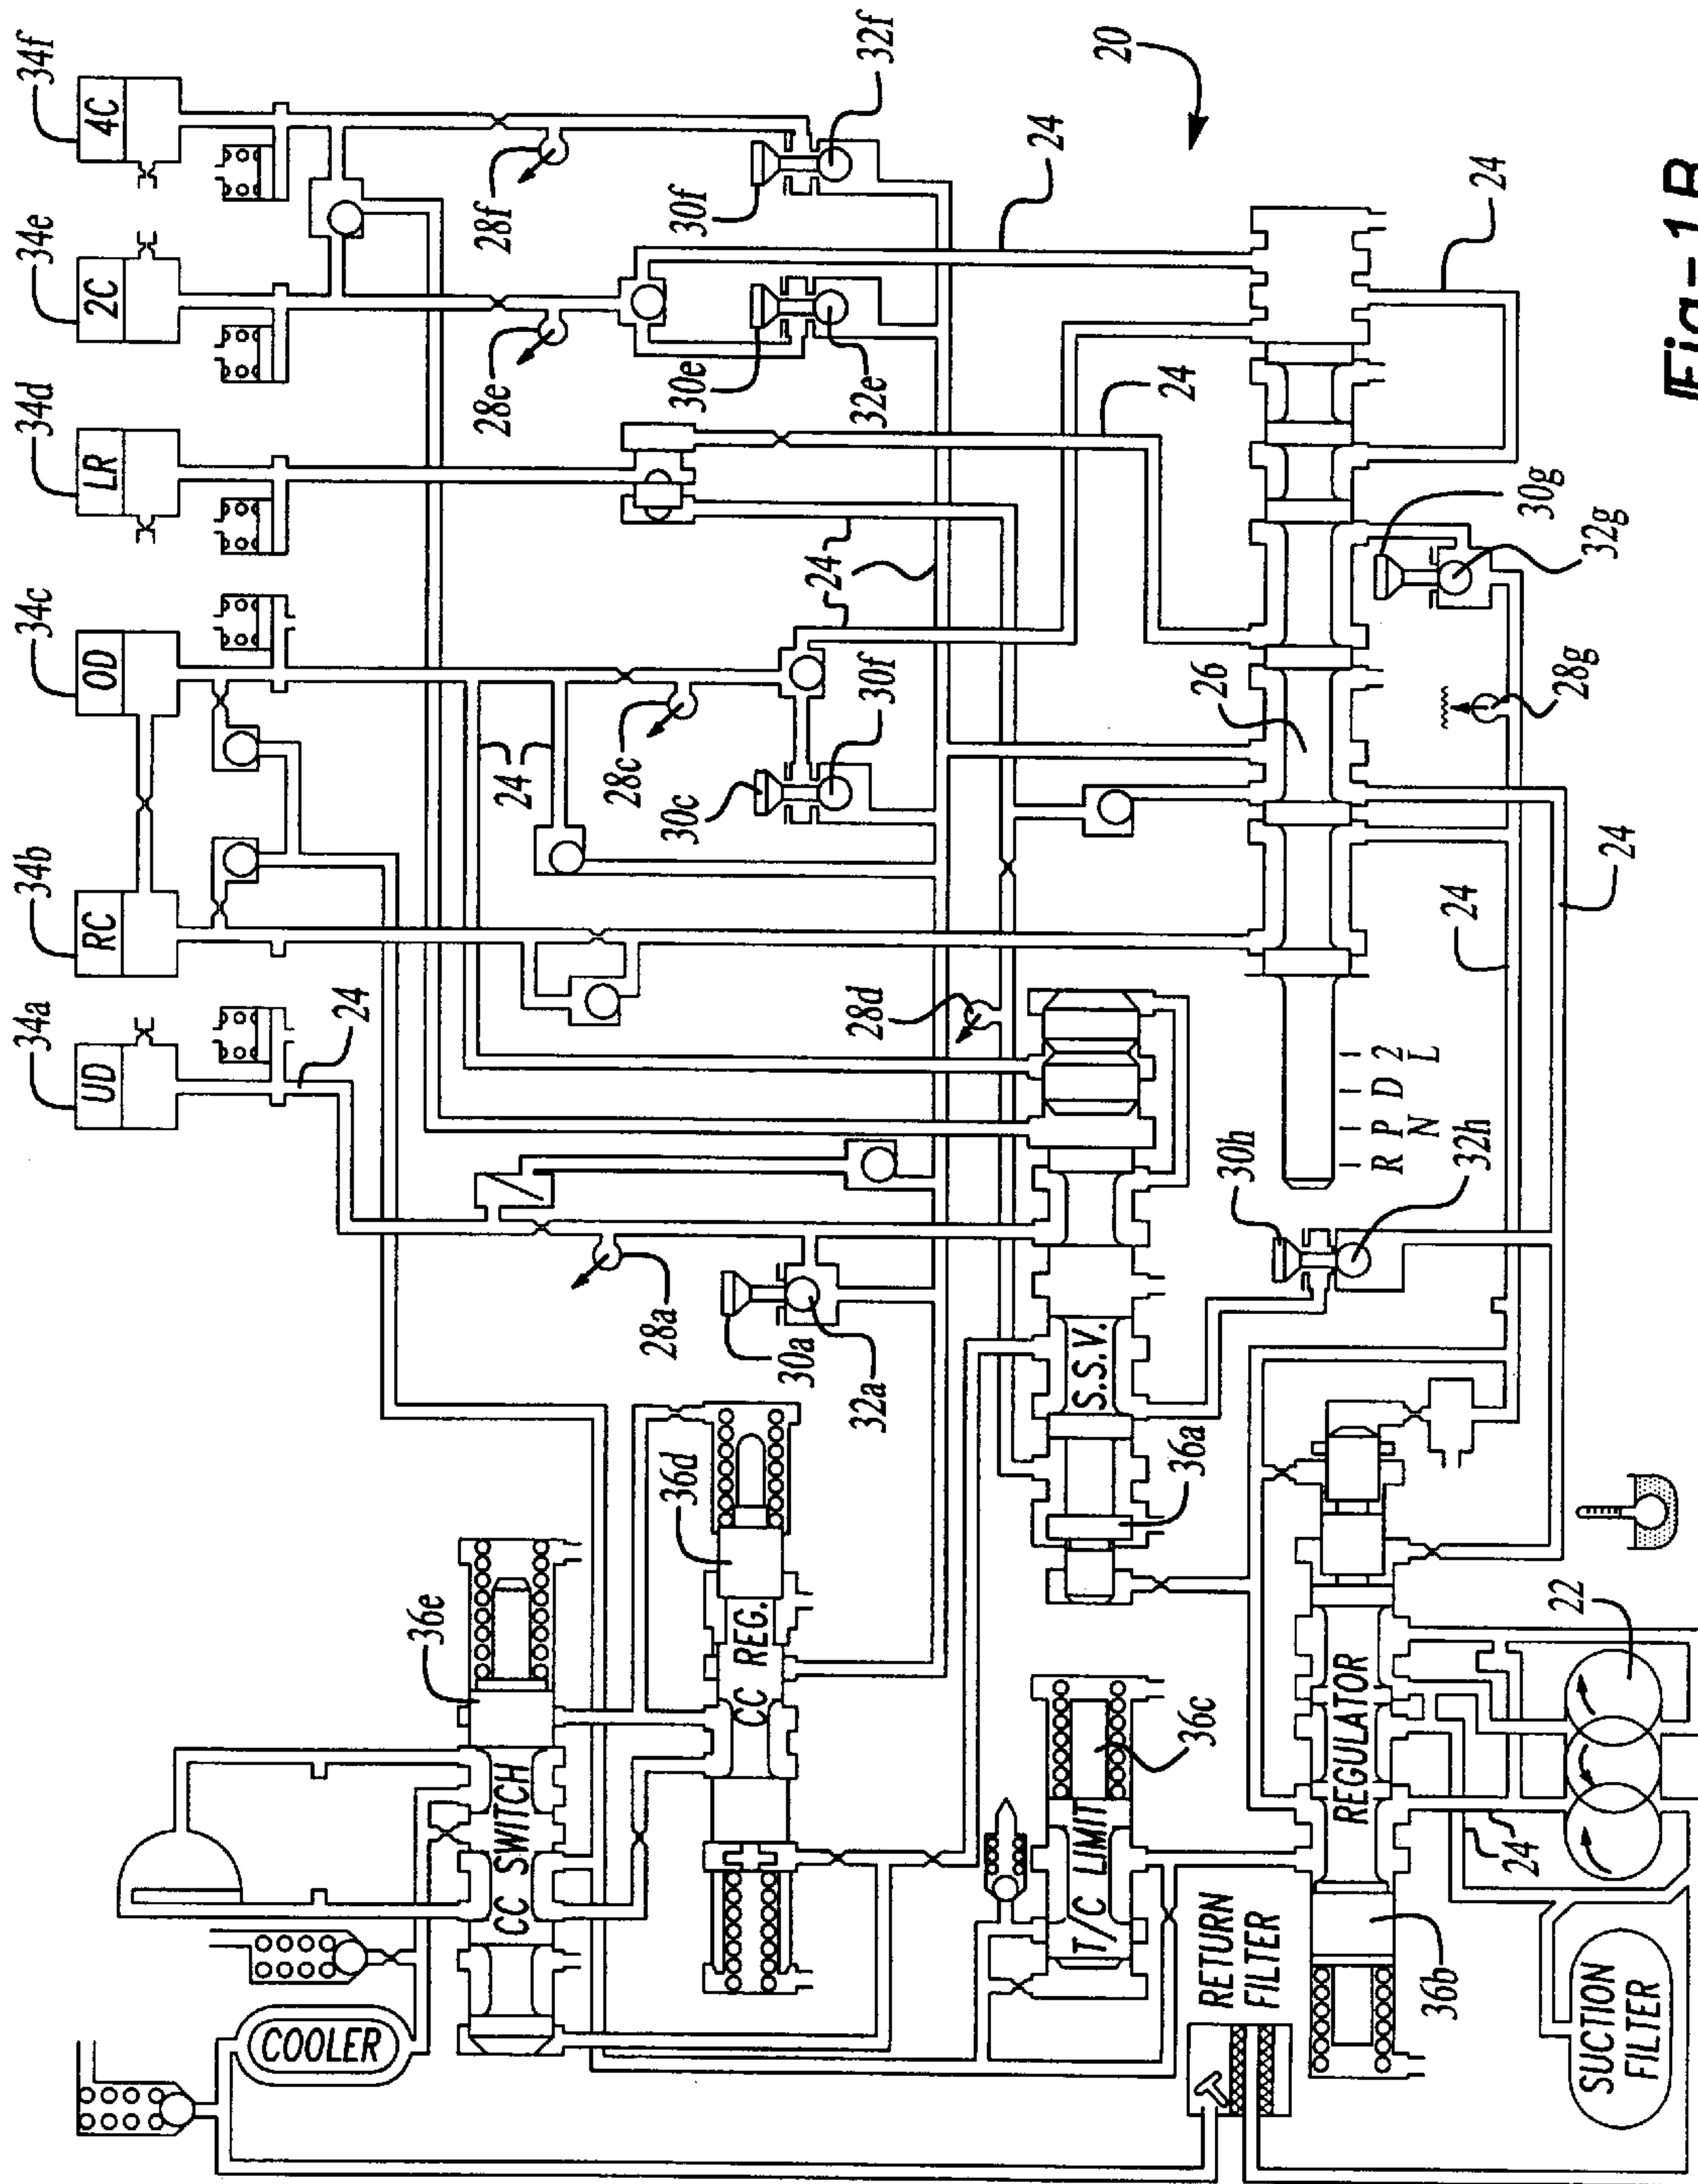 34a
34b
34c
34d
34e
34f
UD
RC
OD
LR
2C
4C
24
24
28c
28e
28f
30c
30f
30e
32e
30f
32f
24
24
24
20
28a
30a
32a
28d
36e
CC SWITCH
COOLER
36d
CC REG.
S.S.V.
36a
T/C LIMIT
36c
RETURN
FILTER
REGULATOR
36b
SUCTION
FILTER
22
24
30h
32h
R P D 2
N L
26
24
24
28g
30g
32g
24
Fig-1B